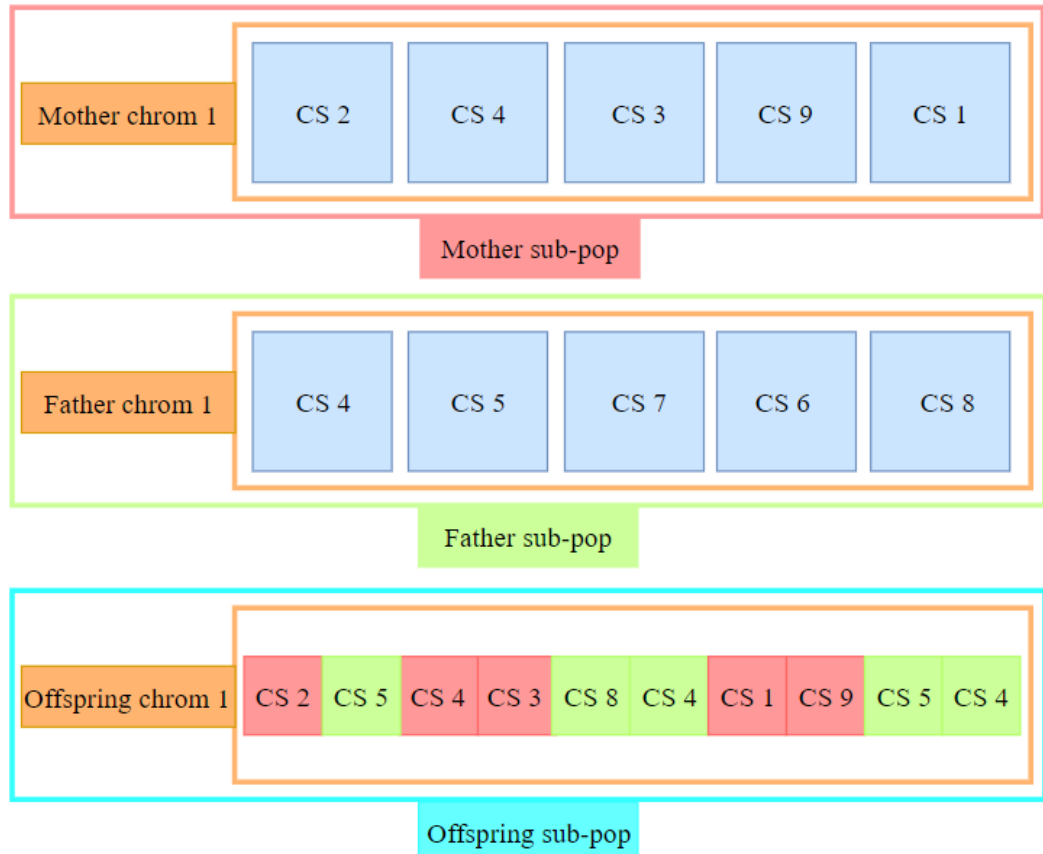 Mother chrom 1
CS 2
CS 4
CS 3
CS 9
CS 1
Mother sub-pop
Father chrom 1
CS 4
CS 5
CS 7
CS 6
CS 8
Father sub-pop
Offspring chrom 1
CS 2
CS 5
CS 4
CS 3
CS 8
CS 4
CS 1
CS 9
CS 5
CS 4
Offspring sub-pop